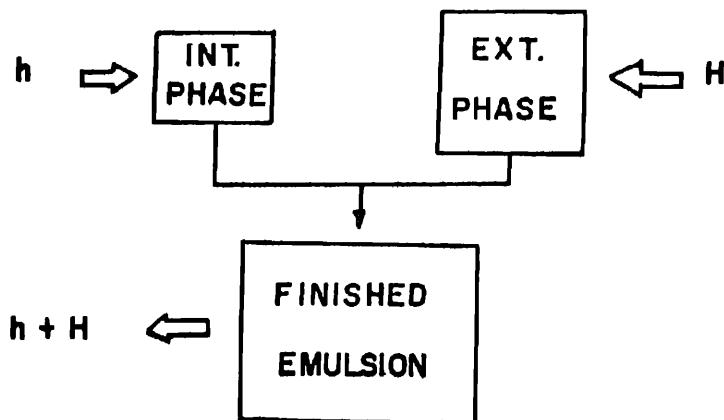 h
INT.
PHASE
EXT.
PHASE
H
FINISHED
EMULSION
h + H